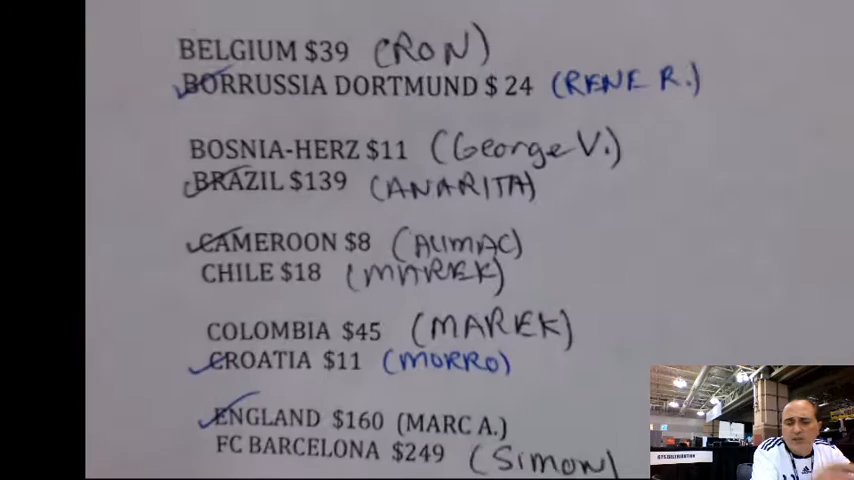 BELGIUM $39 (RON)
BORRUSSIA DORTMUND $24 (RENE R.)
BOSNIA-HERZ $11 (George V.)
BRAZIL $139 (ANARITA)
CAMEROON $8 (AUMAC)
CHILE $18 (MAREK)
COLOMBIA $45 (MAREK)
CROATIA $11 (MORRO)
ENGLAND $160 (MARC A.)
FC BARCELONA $249 (Simon)